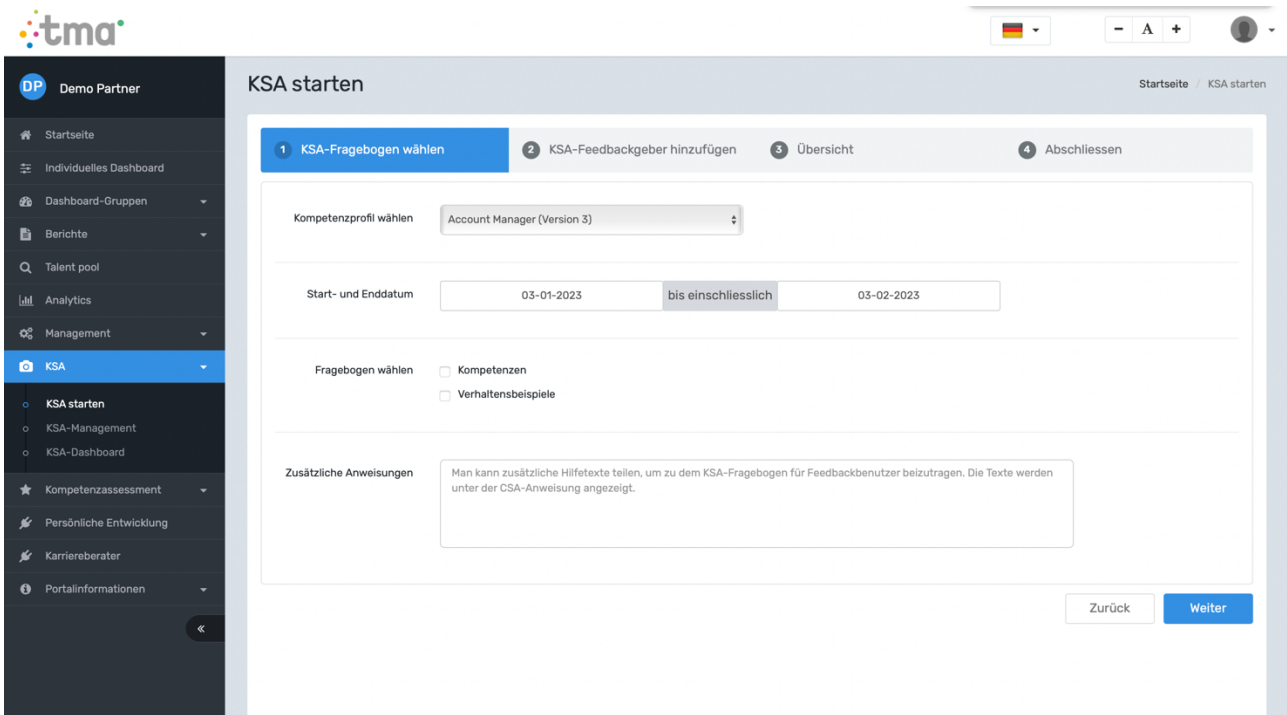 tma
A
DP Demo Partner
KSA starten
Startseite / KSA starten
Startseite
Individuelles Dashboard
Dashboard-Gruppen
Berichte
Talent pool
Analytics
Management
KSA
KSA starten
KSA-Management
KSA-Dashboard
Kompetenzassessment
Persönliche Entwicklung
Karriereberater
Portalinformationen
1 KSA-Fragebogen wählen
2 KSA-Feedbackgeber hinzufügen
3 Übersicht
4 Abschliessen
Kompetenzprofil wählen
Account Manager (Version 3)
Start- und Enddatum
03-01-2023 bis einschliesslich 03-02-2023
Fragebogen wählen
Kompetenzen
Verhaltensbeispiele
Zusätzliche Anweisungen
Man kann zusätzliche Hilfetexte teilen, um zu dem KSA-Fragebogen für Feedbackbenutzer beizutragen. Die Texte werden
unter der CSA-Anweisung angezeigt.
Zurück
Weiter